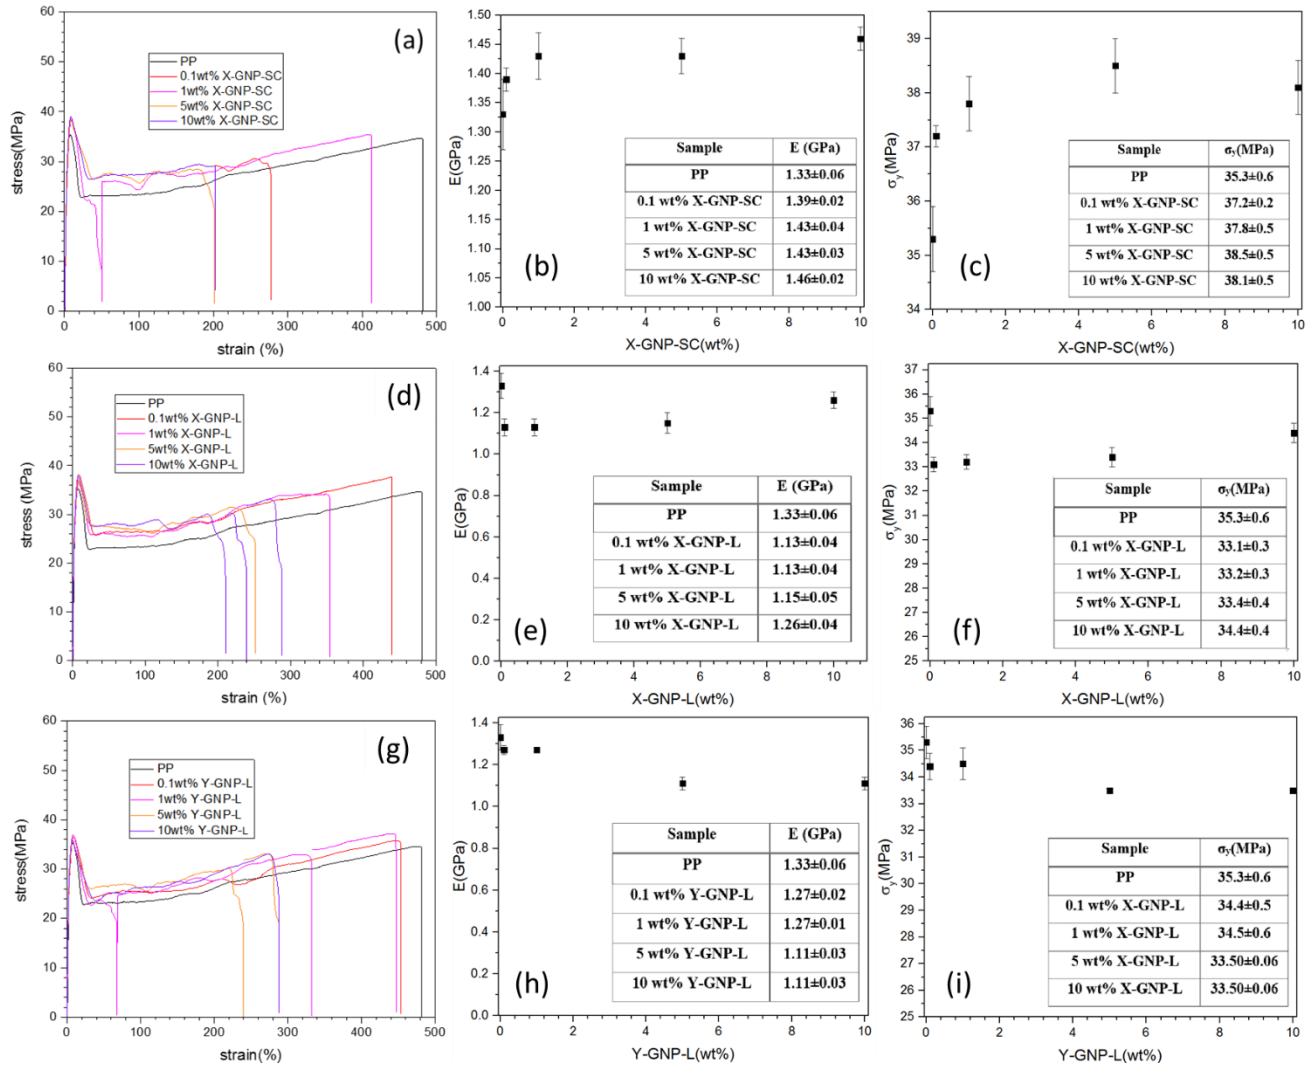 (a)
PP
0.1wt% X-GNP-SC
1wt% X-GNP-SC
5wt% X-GNP-SC
10wt% X-GNP-SC
60
50
40
30
20
10
0
stress(MPa)
0 100 200 300 400 500
strain (%)
1.50
1.45
1.40
1.35
1.30
1.25
1.20
1.15
1.10
1.05
1.00
E(GPa)
Sample E (GPa)
PP 1.33±0.06
0.1 wt% X-GNP-SC 1.39±0.02
1 wt% X-GNP-SC 1.43±0.04
5 wt% X-GNP-SC 1.43±0.03
10 wt% X-GNP-SC 1.46±0.02
(b)
0 2 4 6 8 10
X-GNP-SC(wt%)
39
38
37
36
35
34
σy(MPa)
Sample σy(MPa)
PP 35.3±0.6
0.1 wt% X-GNP-SC 37.2±0.2
1 wt% X-GNP-SC 37.8±0.5
5 wt% X-GNP-SC 38.5±0.5
10 wt% X-GNP-SC 38.1±0.5
(c)
0 2 4 6 8 10
X-GNP-SC(wt%)
(d)
PP
0.1wt% X-GNP-L
1wt% X-GNP-L
5wt% X-GNP-L
10wt% X-GNP-L
60
50
40
30
20
10
0
stress (MPa)
0 100 200 300 400 500
strain (%)
1.4
1.2
1.0
0.8
0.6
0.4
0.2
0.0
E(GPa)
Sample E (GPa)
PP 1.33±0.06
0.1 wt% X-GNP-L 1.13±0.04
1 wt% X-GNP-L 1.13±0.04
5 wt% X-GNP-L 1.15±0.05
10 wt% X-GNP-L 1.26±0.04
(e)
0 2 4 6 8 10
X-GNP-L(wt%)
37
36
35
34
33
32
31
30
29
28
27
26
25
σy(MPa)
Sample σy(MPa)
PP 35.3±0.6
0.1 wt% X-GNP-L 33.1±0.3
1 wt% X-GNP-L 33.2±0.3
5 wt% X-GNP-L 33.4±0.4
10 wt% X-GNP-L 34.4±0.4
(f)
0 2 4 6 8 10
X-GNP-L(wt%)
(g)
PP
0.1wt% Y-GNP-L
1wt% Y-GNP-L
5wt% Y-GNP-L
10wt% Y-GNP-L
60
50
40
30
20
10
0
stress(MPa)
0 100 200 300 400 500
strain(%)
1.4
1.2
1.0
0.8
0.6
0.4
0.2
0.0
E(GPa)
Sample E (GPa)
PP 1.33±0.06
0.1 wt% Y-GNP-L 1.27±0.02
1 wt% Y-GNP-L 1.27±0.01
5 wt% Y-GNP-L 1.11±0.03
10 wt% Y-GNP-L 1.11±0.03
(h)
0 2 4 6 8 10
Y-GNP-L(wt%)
36
35
34
33
32
31
30
29
28
27
26
25
σy(MPa)
Sample σy(MPa)
PP 35.3±0.6
0.1 wt% X-GNP-L 34.4±0.5
1 wt% X-GNP-L 34.5±0.6
5 wt% X-GNP-L 33.50±0.06
10 wt% X-GNP-L 33.50±0.06
(i)
0 2 4 6 8 10
Y-GNP-L(wt%)